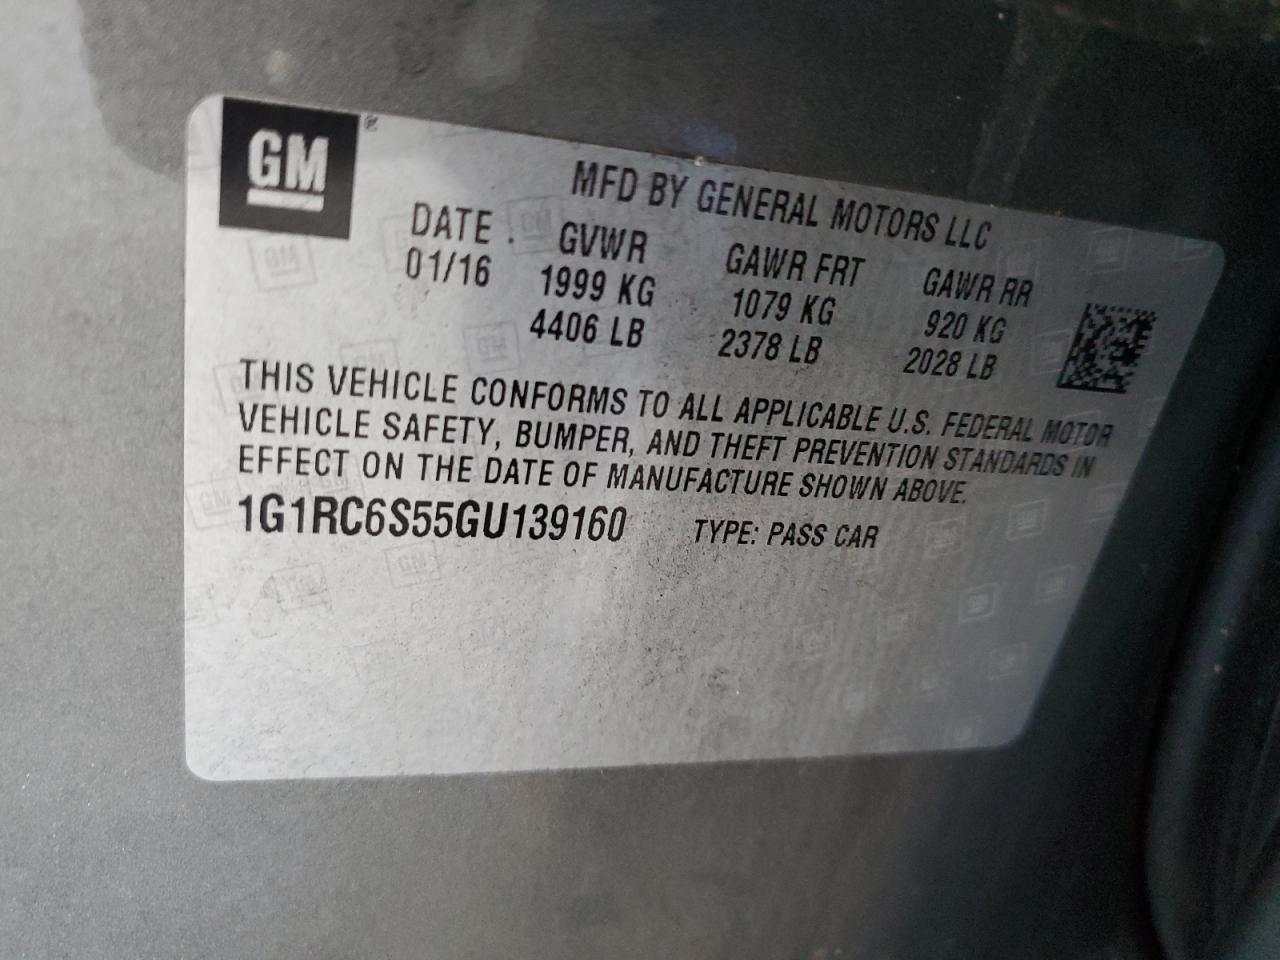 GM
MFD BY GENERAL MOTORS LLC
DATE GVWR GAWR FRT GAWR RR
01/16 1999 KG 1079 KG 920 KG
4406 LB 2378 LB 2028 LB
THIS VEHICLE CONFORMS TO ALL APPLICABLE U.S. FEDERAL MOTOR
VEHICLE SAFETY, BUMPER, AND THEFT PREVENTION STANDARDS IN
EFFECT ON THE DATE OF MANUFACTURE SHOWN ABOVE.
1G1RC6S55GU139160 TYPE: PASS CAR